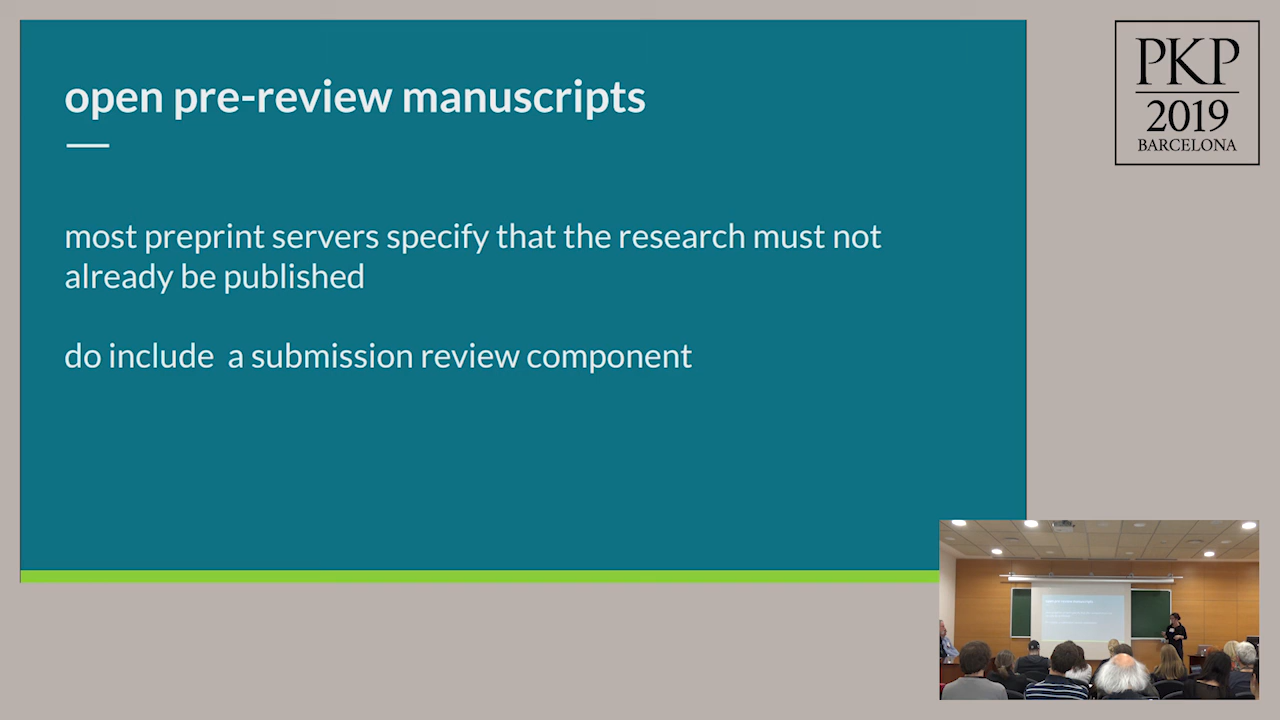 open pre-review manuscripts
most preprint servers specify that the research must not
already be published
do include  a submission review component
PKP
2019
BARCELONA